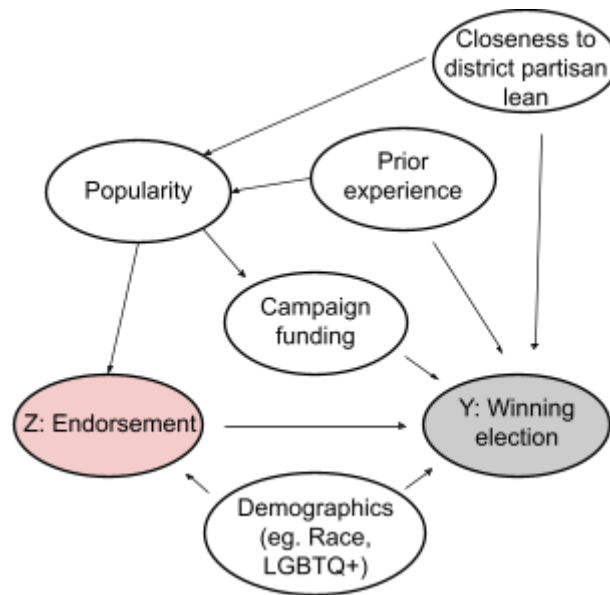 Closeness to
district partisan
lean
Prior
experience
Popularity
Campaign
funding
Z: Endorsement
Y: Winning
election
Demographics
(eg. Race,
LGBTQ+)